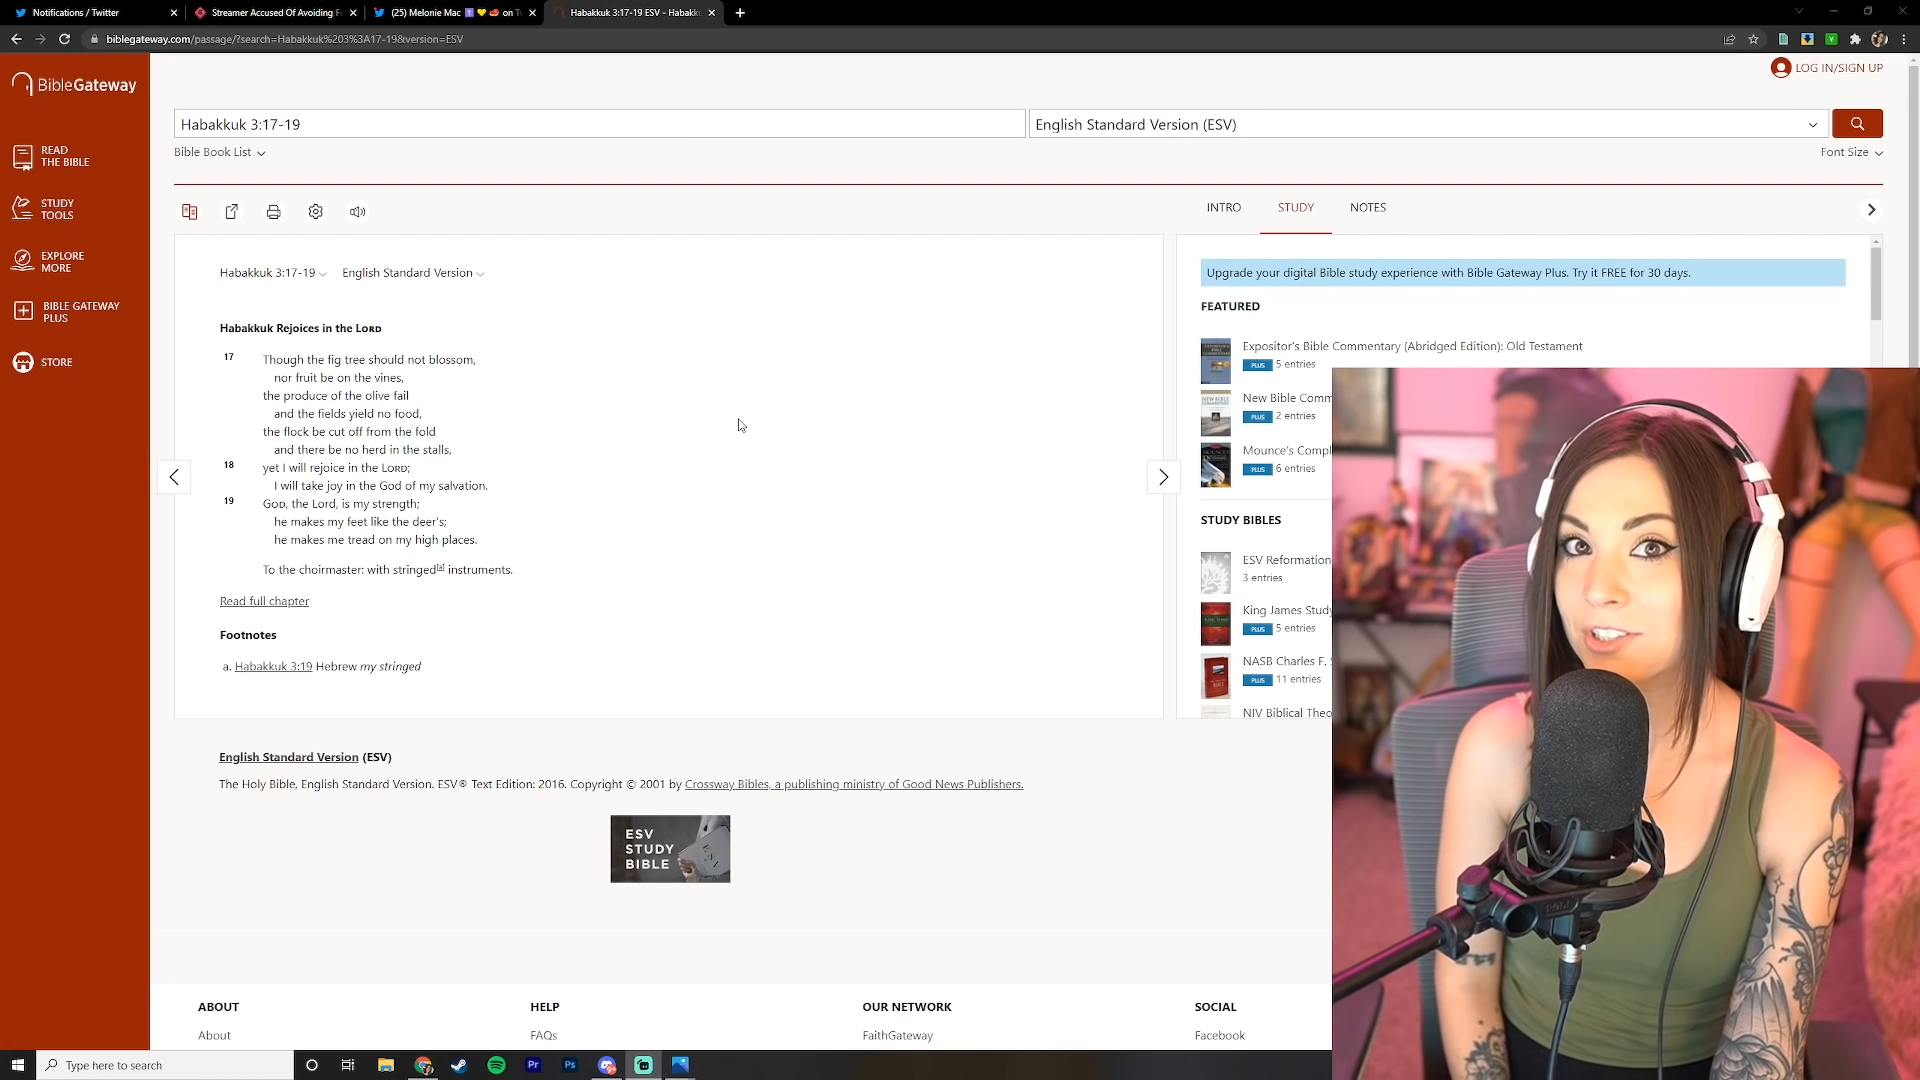 Notifications / Twitter
Streamer Accused Of Avoiding F
(25) Melonie Mac ✝️💛🍣 on T
Habakkuk 3:17-19 ESV - Habakk
biblegateway.com/passage/?search=Habakkuk%203%3A17-19&version=ESV
BibleGateway
LOG IN/SIGN UP
Habakkuk 3:17-19
English Standard Version (ESV)
Bible Book List
Font Size
READ
THE BIBLE
STUDY
TOOLS
EXPLORE
MORE
BIBLE GATEWAY
PLUS
STORE
INTRO
STUDY
NOTES
Habakkuk 3:17-19 English Standard Version
Habakkuk Rejoices in the LORD
17 Though the fig tree should not blossom,
nor fruit be on the vines,
the produce of the olive fail
and the fields yield no food,
the flock be cut off from the fold
and there be no herd in the stalls,
18 yet I will rejoice in the LORD;
I will take joy in the God of my salvation.
19 GOD, the Lord, is my strength;
he makes my feet like the deer's;
he makes me tread on my high places.
To the choirmaster: with stringed[a] instruments.
Read full chapter
Footnotes
a. Habakkuk 3:19 Hebrew my stringed
Upgrade your digital Bible study experience with Bible Gateway Plus. Try it FREE for 30 days.
FEATURED
Expositor's Bible Commentary (Abridged Edition): Old Testament
PLUS 5 entries
New Bible Comm
PLUS 2 entries
Mounce's Compl
PLUS 6 entries
STUDY BIBLES
ESV Reformation
3 entries
King James Study
PLUS 5 entries
NASB Charles F.
PLUS 11 entries
NIV Biblical Theo
English Standard Version (ESV)
The Holy Bible, English Standard Version. ESV® Text Edition: 2016. Copyright © 2001 by Crossway Bibles, a publishing ministry of Good News Publishers.
ESV
STUDY
BIBLE
ABOUT
HELP
OUR NETWORK
SOCIAL
About
FAQs
FaithGateway
Facebook
Type here to search
Pr
Ps